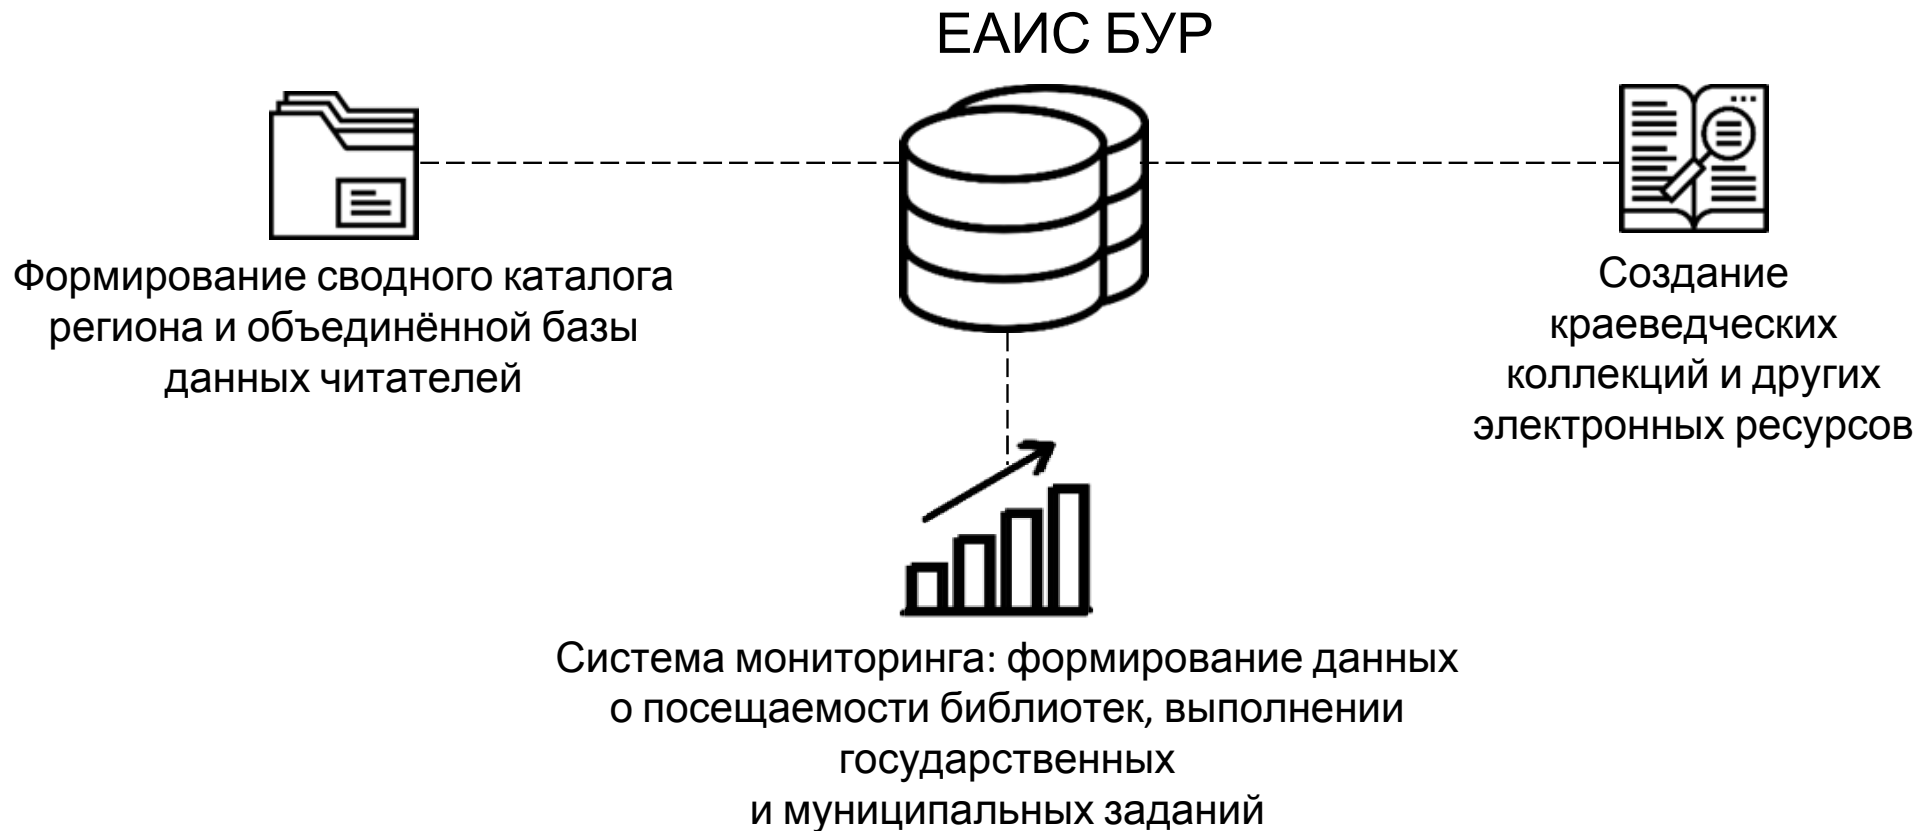 ЕАИС БУР
Формирование сводного каталога
региона и объединённой базы
данных читателей
Создание
краеведческих
коллекций и других
электронных ресурсов
Система мониторинга: формирование данных
о посещаемости библиотек, выполнении
государственных
и муниципальных заданий